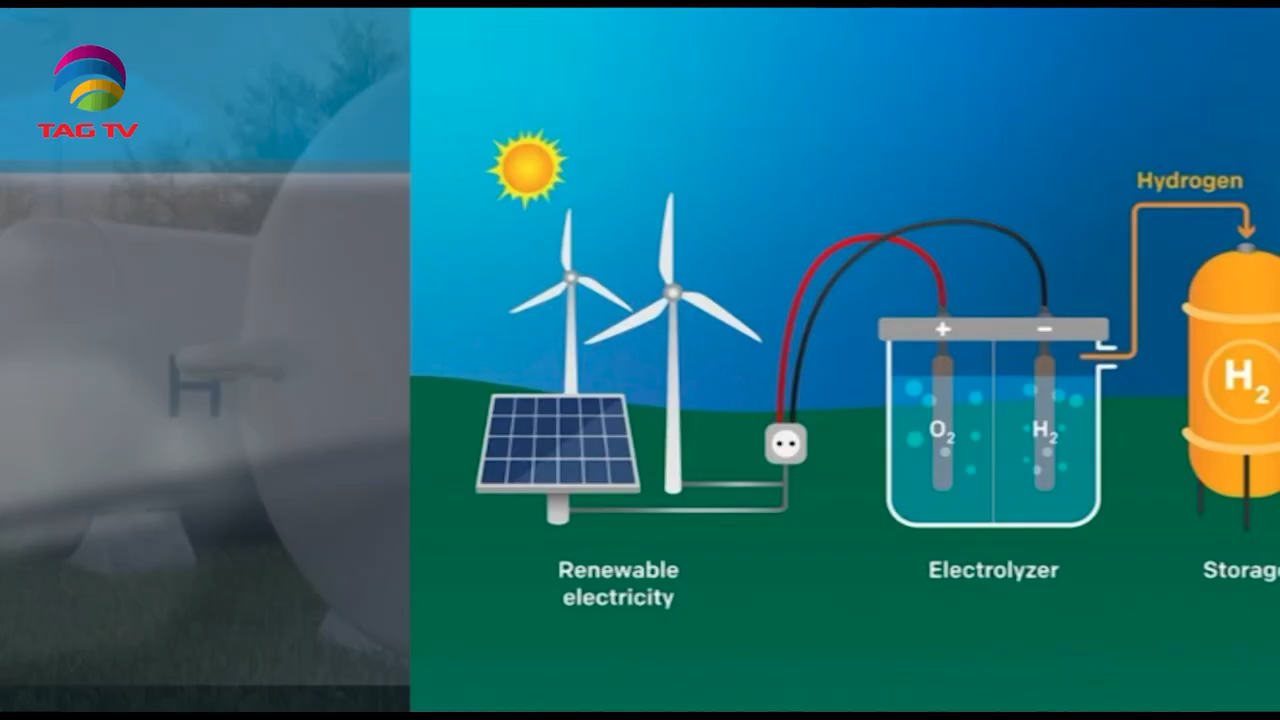 TAG TV
Hydrogen
+
−
O2
H2
H2
H
Renewable
electricity
Electrolyzer
Storage